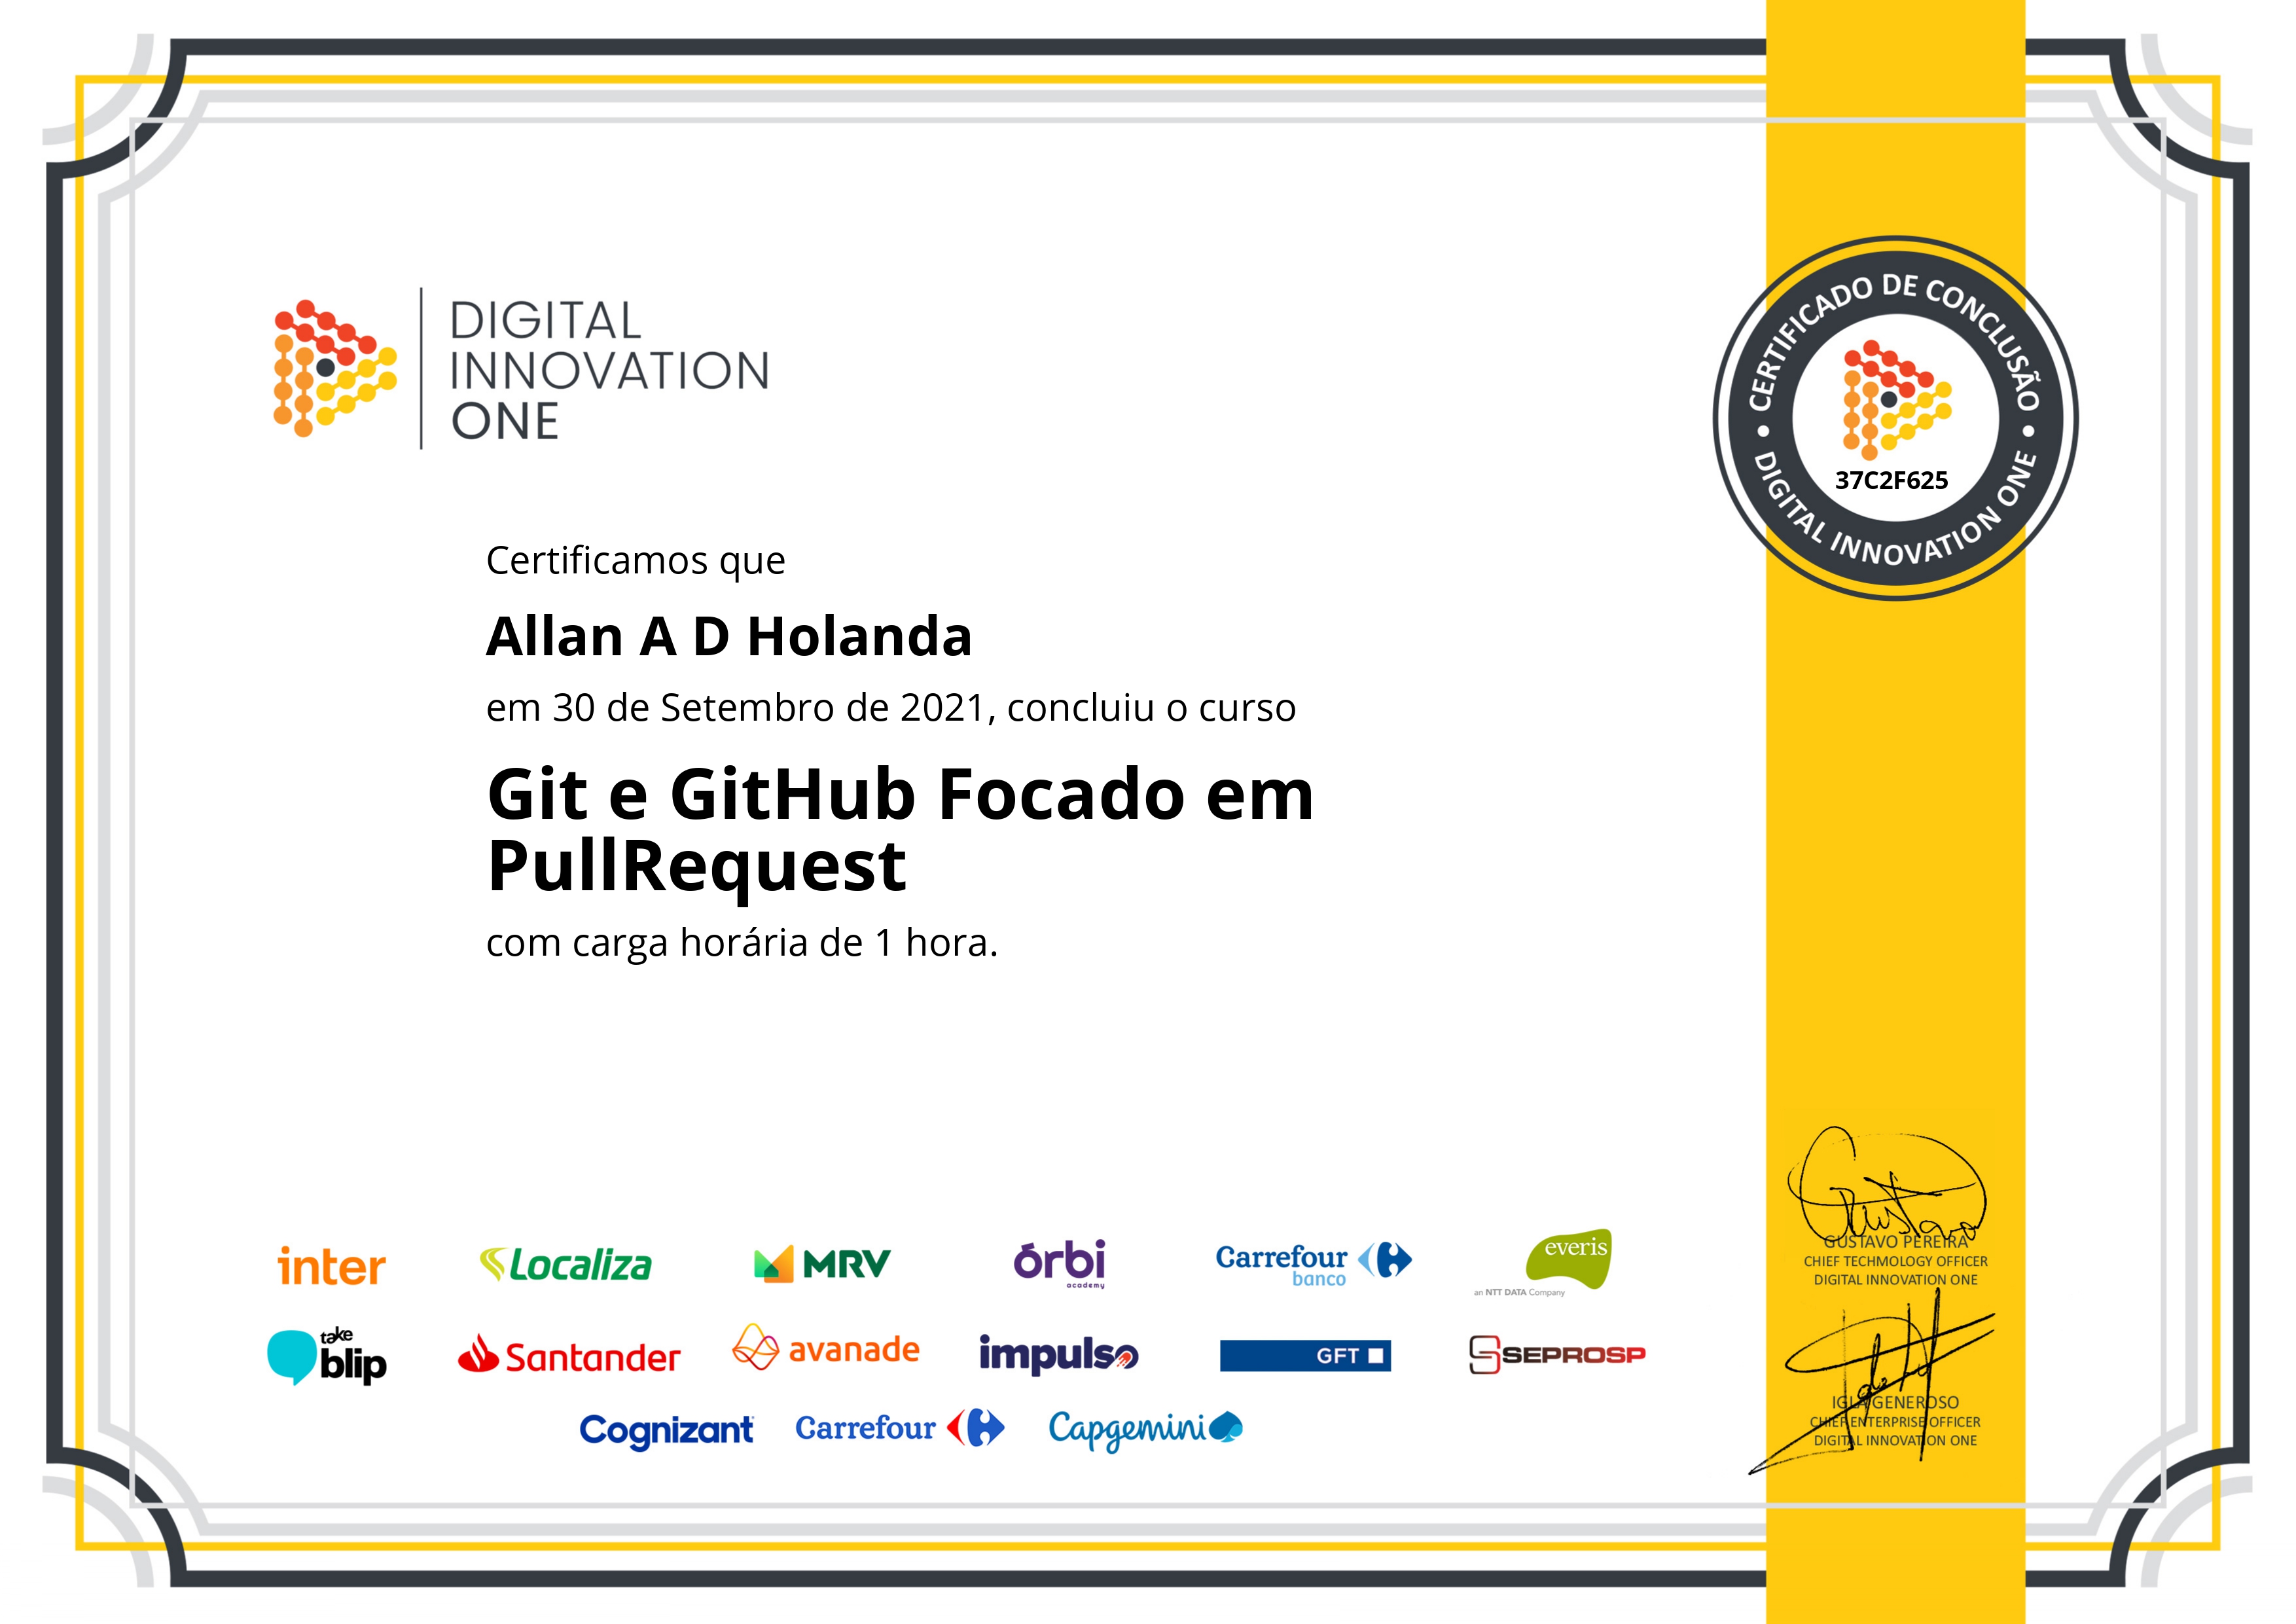 DIGITAL
INNOVATION
ONE
CERTIFICADO DE CONCLUSÃO
37C2F625
DIGITAL INNOVATION ONE
Certificamos que
Allan A D Holanda
em 30 de Setembro de 2021, concluiu o curso
Git e GitHub Focado em
PullRequest
com carga horária de 1 hora.
Gustavo
GUSTAVO PEREIRA
CHIEF TECHMOLOGY OFFICER
DIGITAL INNOVATION ONE
inter
Localiza
MRV
órbi
academy
Carrefour
banco
everis
an NTT DATA Company
take
blip
Santander
avanade
impulso
GFT
SEPROSP
Cognizant
Carrefour
Capgemini
IGLÁ GENEROSO
CHIEF ENTERPRISE OFFICER
DIGITAL INNOVATION ONE